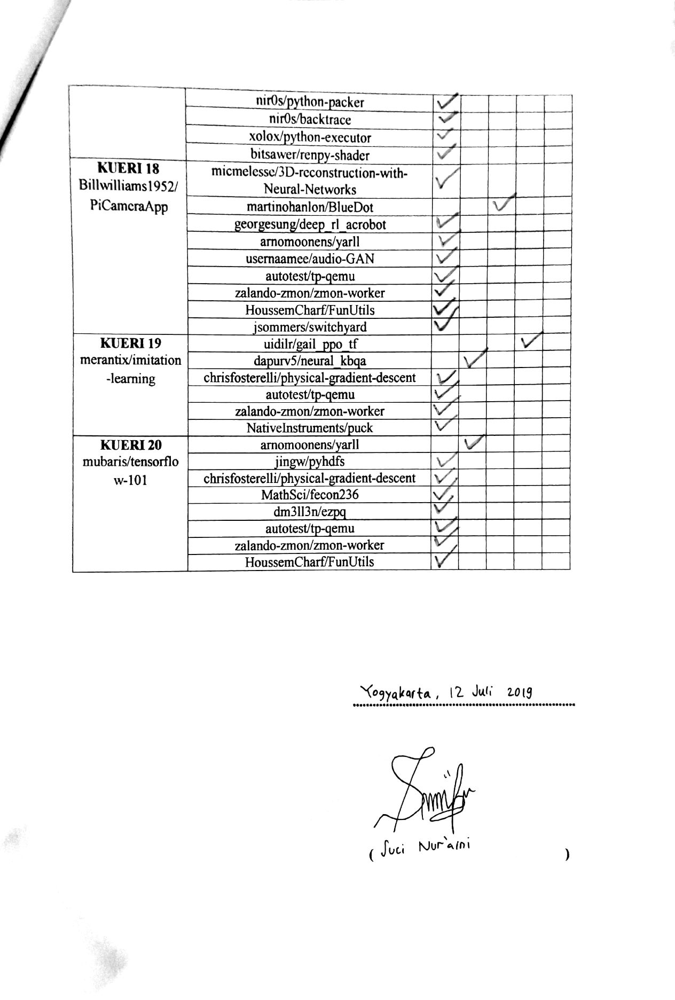 nir0s/python-packer ✓
nir0s/backtrace ✓
xolox/python-executor ✓
bitsawer/renpy-shader ✓
KUERI 18
Billwilliams1952/
PiCameraApp
micmelesse/3D-reconstruction-with-
Neural-Networks ✓
martinohanlon/BlueDot ✓
georgesung/deep_rl_acrobot ✓
arnomoonens/yarll ✓
usernaamee/audio-GAN ✓
autotest/tp-qemu ✓
zalando-zmon/zmon-worker ✓
HoussemCharf/FunUtils ✓
jsommers/switchyard ✓
KUERI 19
merantix/imitation
-learning
uidilr/gail_ppo_tf ✓
dapurv5/neural_kbqa ✓
chrisfosterelli/physical-gradient-descent ✓
autotest/tp-qemu ✓
zalando-zmon/zmon-worker ✓
NativeInstruments/puck ✓
KUERI 20
mubaris/tensorflo
w-101
arnomoonens/yarll ✓
jingw/pyhdfs ✓
chrisfosterelli/physical-gradient-descent ✓
MathSci/fecon236 ✓
dm3ll3n/ezpq ✓
autotest/tp-qemu ✓
zalando-zmon/zmon-worker ✓
HoussemCharf/FunUtils ✓
Yogyakarta, 12 Juli 2019
( Suci Nur'aini )